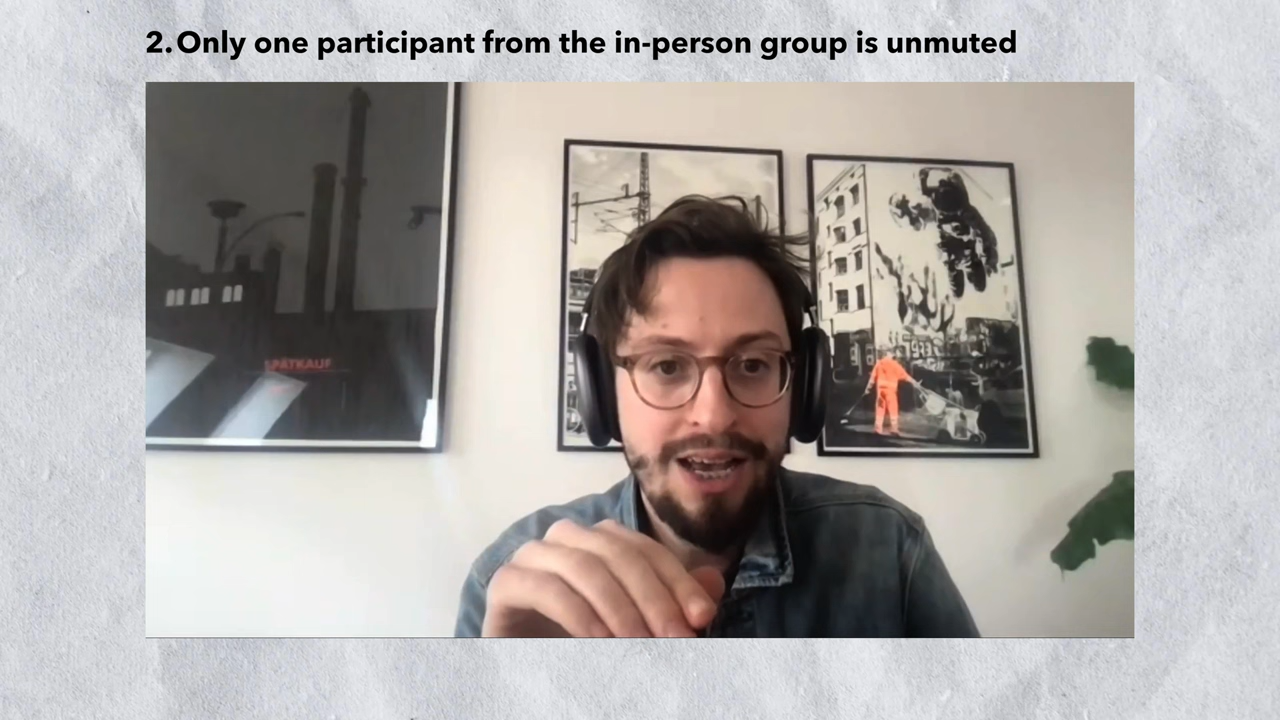 2. Only one participant from the in-person group is unmuted
SPÄTKAUF